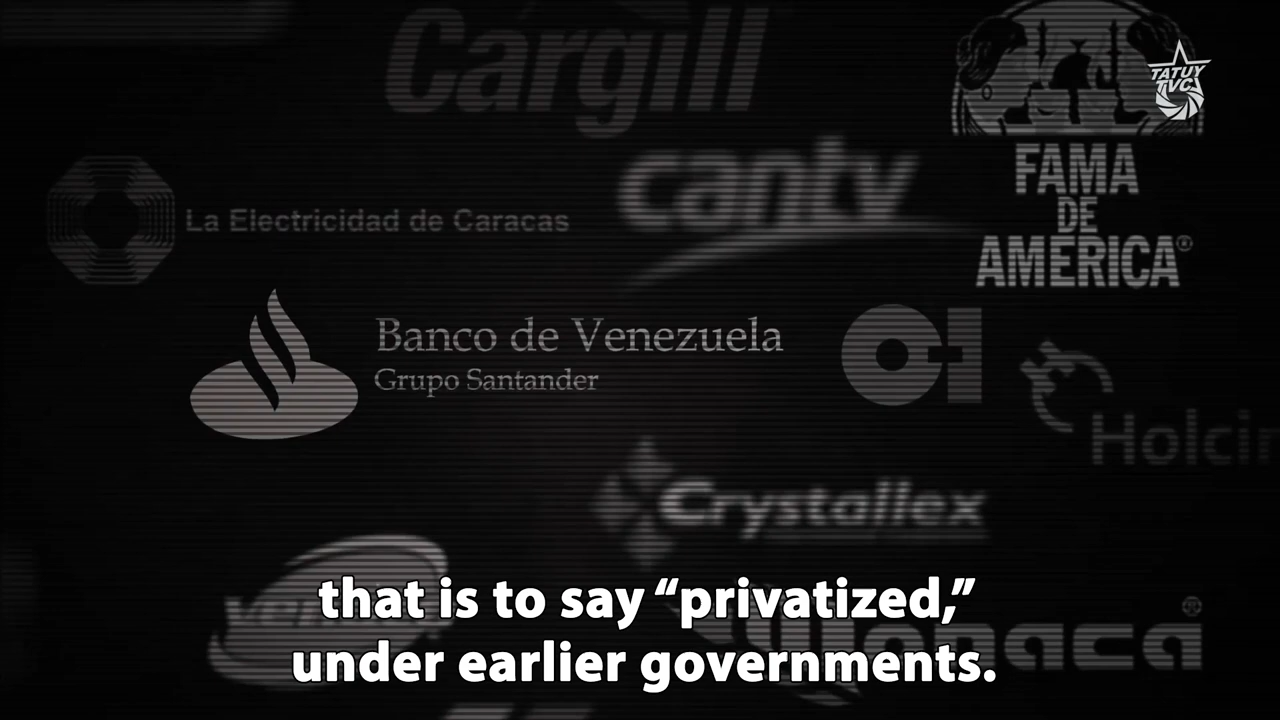 Cargill
TATUY
TVC
FAMA
DE
AMERICA®
cantv
La Electricidad de Caracas
Banco de Venezuela
Grupo Santander
Holcim
Crystallex
Monaca®
that is to say “privatized,”
under earlier governments.